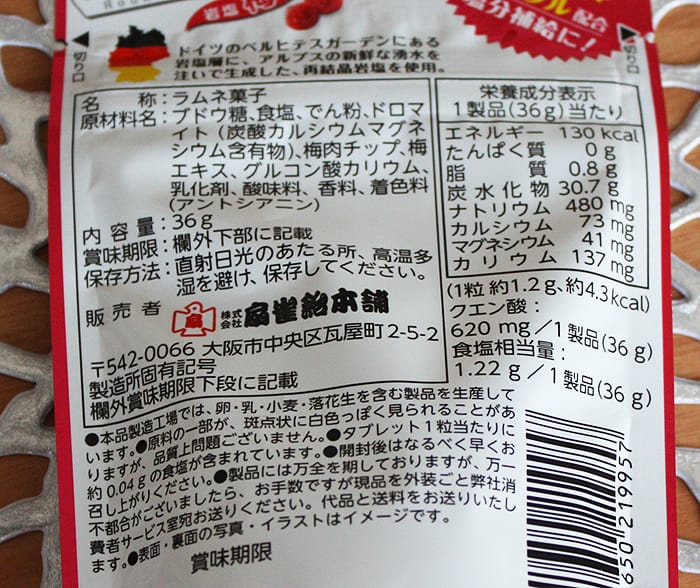 岩塩
ル配合
塩分補給に!
切り口
切り口
ドイツのベルヒテスガーデンにある
岩塩層に、アルプスの新鮮な湧水を
注いで生成した、再結晶岩塩を使用。
名称:ラムネ菓子
原材料名:ブドウ糖、食塩、でん粉、ドロマ
イト(炭酸カルシウムマグネ
シウム含有物)、梅肉チップ、梅
エキス、グルコン酸カリウム、
乳化剤、酸味料、香料、着色料
(アントシアニン)
内容量:36g
賞味期限:欄外下部に記載
保存方法:直射日光のあたる所、高温多
湿を避け、保存してください。
販売者 扇 株式会社 扇雀飴本舗
〒542-0066 大阪市中央区瓦屋町2-5-2
製造所固有記号
欄外賞味期限下段に記載
栄養成分表示
1製品(36g)当たり
エネルギー 130 kcal
たんぱく質 0 g
脂質 0.8 g
炭水化物 30.7 g
ナトリウム 480 mg
カルシウム 73 mg
マグネシウム 41 mg
カリウム 137 mg
(1粒 約1.2g、約4.3kcal)
クエン酸:
620 mg/1製品(36 g)
食塩相当量:
1.22 g/1製品(36 g)
●本品製造工場では、卵・乳・小麦・落花生を含む製品を生産して
います。●原料の一部が、斑点状に白色っぽく見られることがあ
りますが、品質上問題ございません。●タブレット1粒当たりに
約0.04gの食塩が含まれています。●開封後はなるべく早くお
召し上がりください。●製品には万全を期しておりますが、万一
不都合がございましたら、お手数ですが現品を外装ごと弊社消
費者サービス室宛お送りください。代品と送料をお送りいたし
ます。●表面・裏面の写真・イラストはイメージです。
賞味期限
650 219957